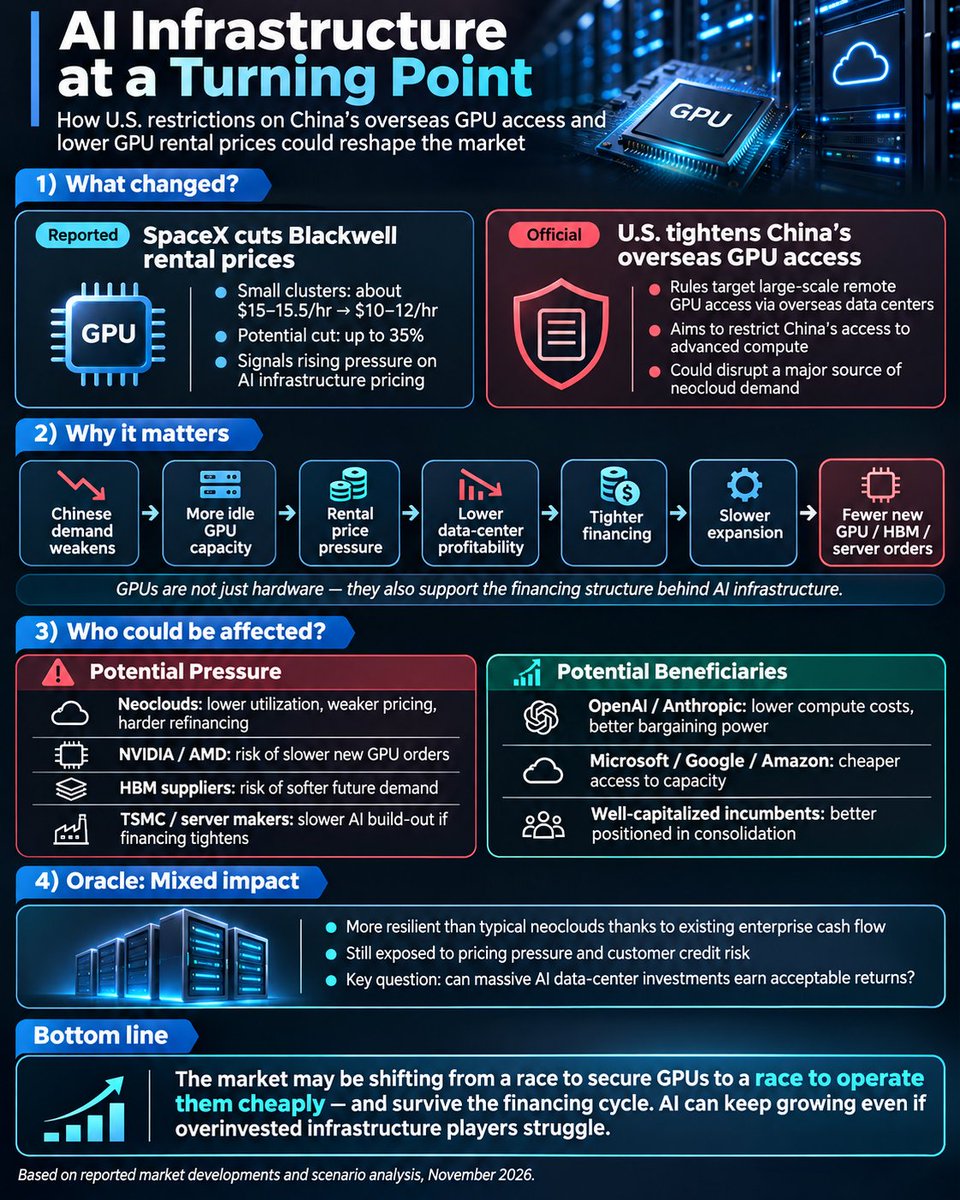 AI Infrastructure
at a Turning Point
How U.S. restrictions on China's overseas GPU access and
lower GPU rental prices could reshape the market
GPU
1) What changed?
Reported
SpaceX cuts Blackwell
rental prices
GPU
Small clusters: about
$15–15.5/hr → $10–12/hr
Potential cut: up to 35%
Signals rising pressure on
AI infrastructure pricing
Official
U.S. tightens China's
overseas GPU access
Rules target large-scale remote
GPU access via overseas data centers
Aims to restrict China's access to
advanced compute
Could disrupt a major source of
neocloud demand
2) Why it matters
Chinese
demand
weakens
More idle
GPU
capacity
Rental
price
pressure
Lower
data-center
profitability
$
Tighter
financing
Slower
expansion
Fewer new
GPU / HBM /
server orders
GPUs are not just hardware — they also support the financing structure behind AI infrastructure.
3) Who could be affected?
Potential Pressure
Neoclouds: lower utilization, weaker pricing,
harder refinancing
NVIDIA / AMD: risk of slower new GPU orders
HBM suppliers: risk of softer future demand
TSMC / server makers: slower AI build-out if
financing tightens
Potential Beneficiaries
OpenAI / Anthropic: lower compute costs,
better bargaining power
Microsoft / Google / Amazon: cheaper
access to capacity
Well-capitalized incumbents: better
positioned in consolidation
4) Oracle: Mixed impact
More resilient than typical neoclouds thanks to existing enterprise cash flow
Still exposed to pricing pressure and customer credit risk
Key question: can massive AI data-center investments earn acceptable returns?
Bottom line
The market may be shifting from a race to secure GPUs to a race to operate
them cheaply — and survive the financing cycle. AI can keep growing even if
overinvested infrastructure players struggle.
Based on reported market developments and scenario analysis, November 2026.